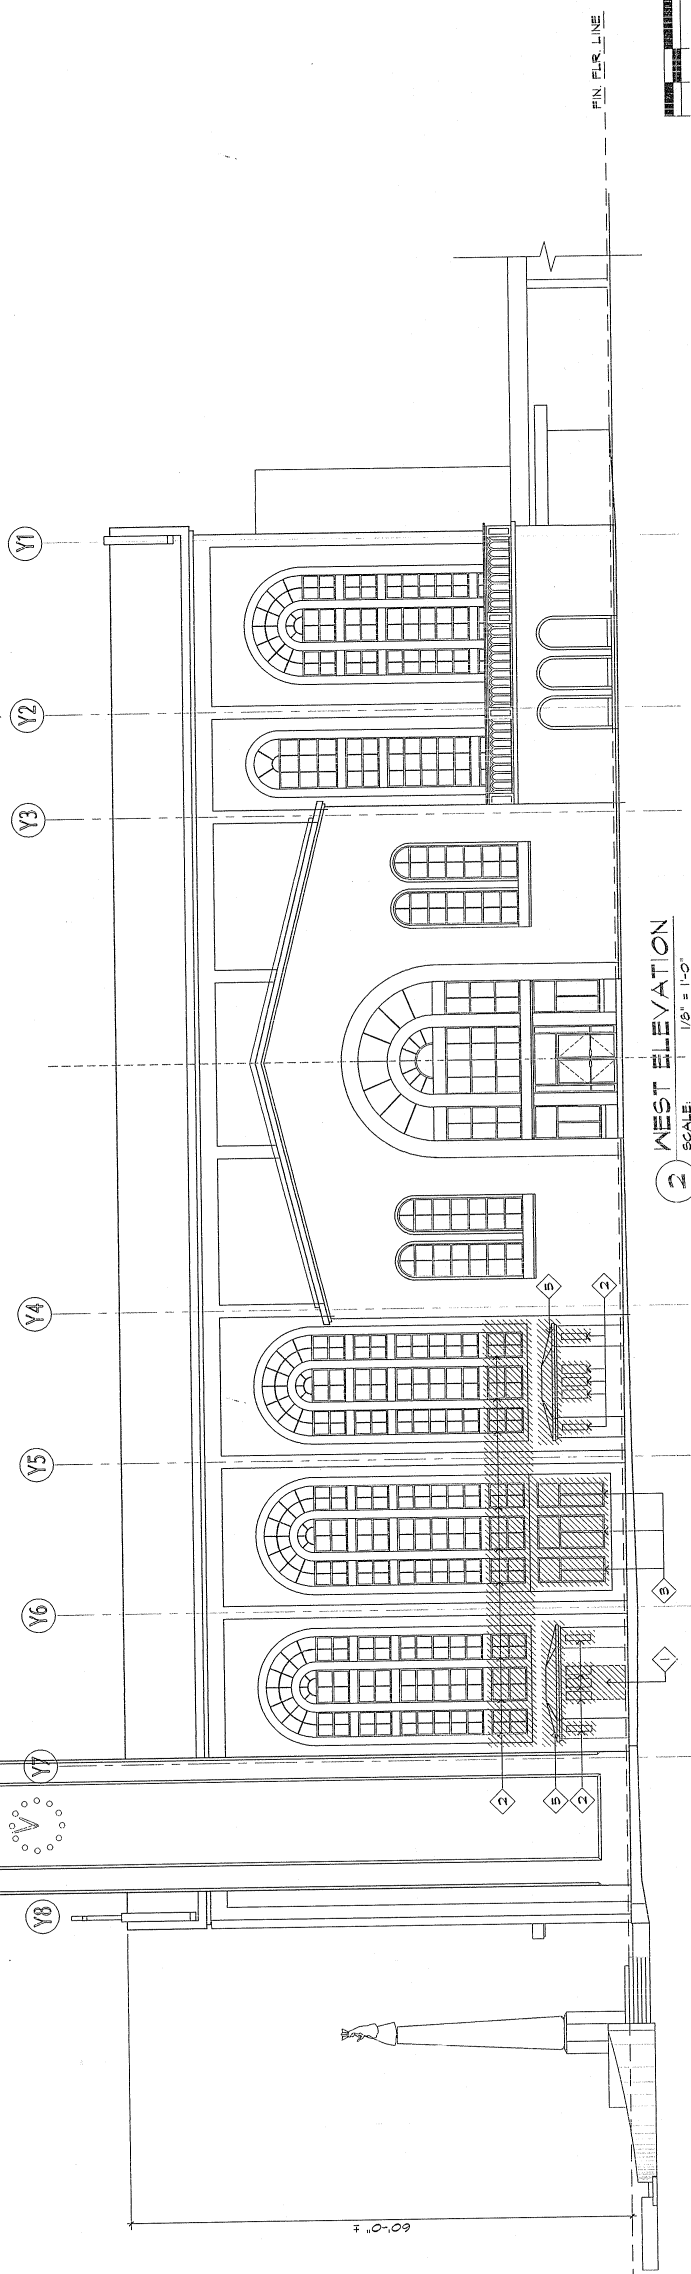 Y8
Y7
Y6
Y5
Y4
Y3
Y2
Y1
60'-0" ±
2
5
2
1
3
5
2
FIN. FLR. LINE
2
WEST ELEVATION
SCALE: 1/8" = 1'-0"